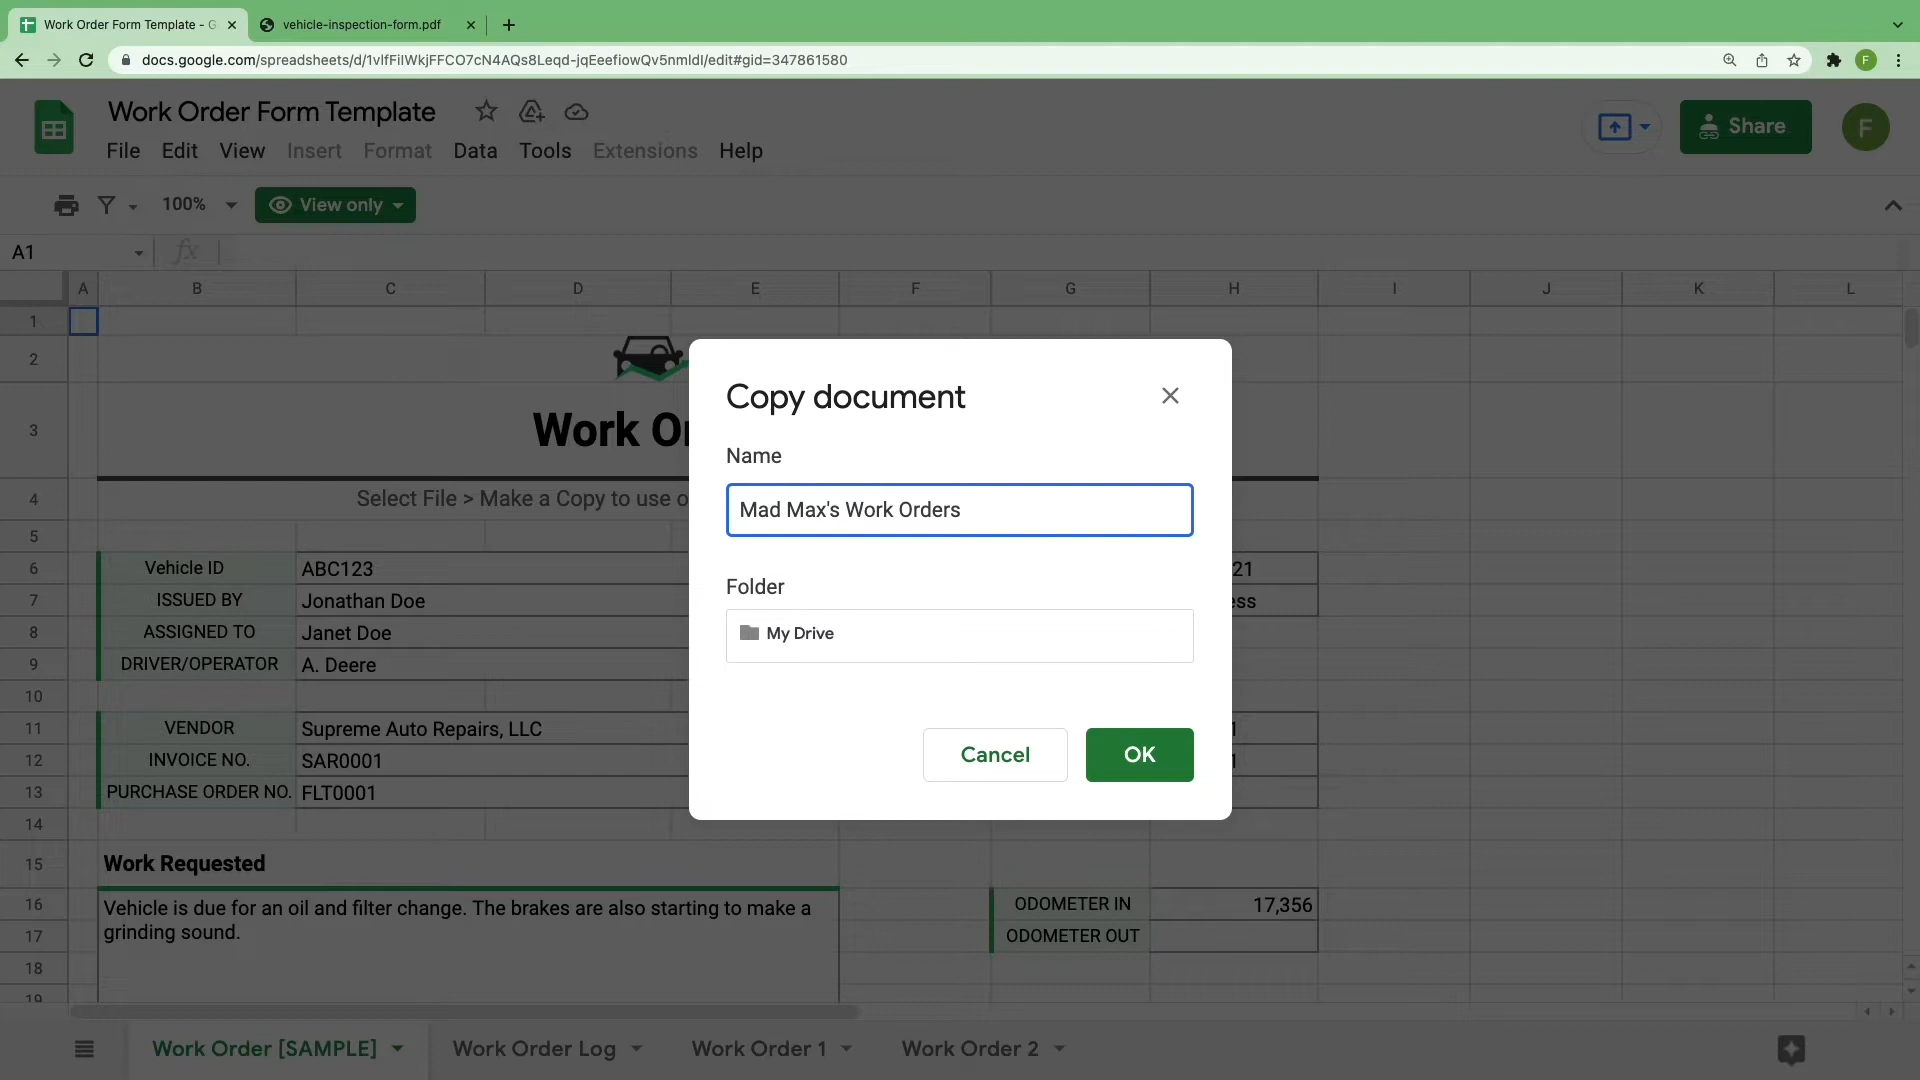 Work Order Form Template - G
vehicle-inspection-form.pdf
docs.google.com/spreadsheets/d/1vlfFilWkjFFCO7cN4AQs8Leqd-jqEeefiowQv5nmldI/edit#gid=347861580
F
Work Order Form Template
File Edit View Insert Format Data Tools Extensions Help
Share
F
100%
View only
A1
fx
A B C D E F G H I J K L
1
2
3 Work Or
4 Select File > Make a Copy to use o
5
6 Vehicle ID ABC123 21
7 ISSUED BY Jonathan Doe ess
8 ASSIGNED TO Janet Doe
9 DRIVER/OPERATOR A. Deere
10
11 VENDOR Supreme Auto Repairs, LLC 1
12 INVOICE NO. SAR0001 1
13 PURCHASE ORDER NO. FLT0001
14
15 Work Requested
16 Vehicle is due for an oil and filter change. The brakes are also starting to make a ODOMETER IN 17,356
17 grinding sound. ODOMETER OUT
18
19
Copy document
Name
Mad Max's Work Orders
Folder
My Drive
Cancel OK
Work Order [SAMPLE] Work Order Log Work Order 1 Work Order 2